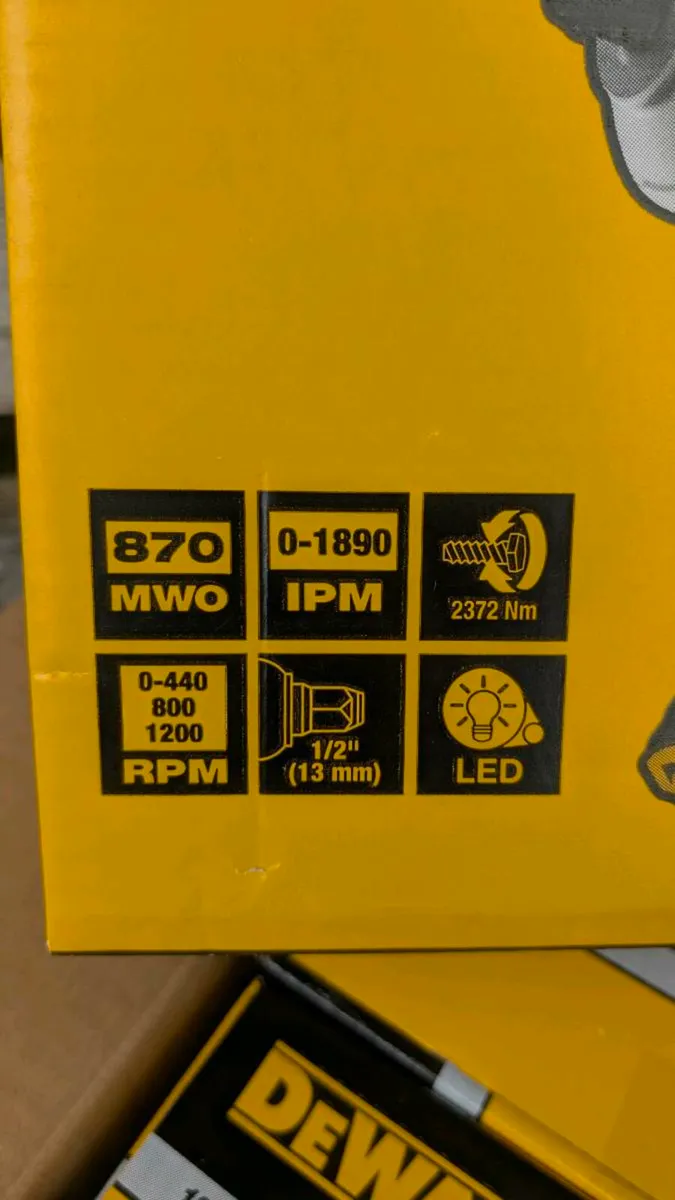 870
MWO
0-1890
IPM
2372 Nm
0-440
800
1200
RPM
1/2"
(13 mm)
LED
DEWA